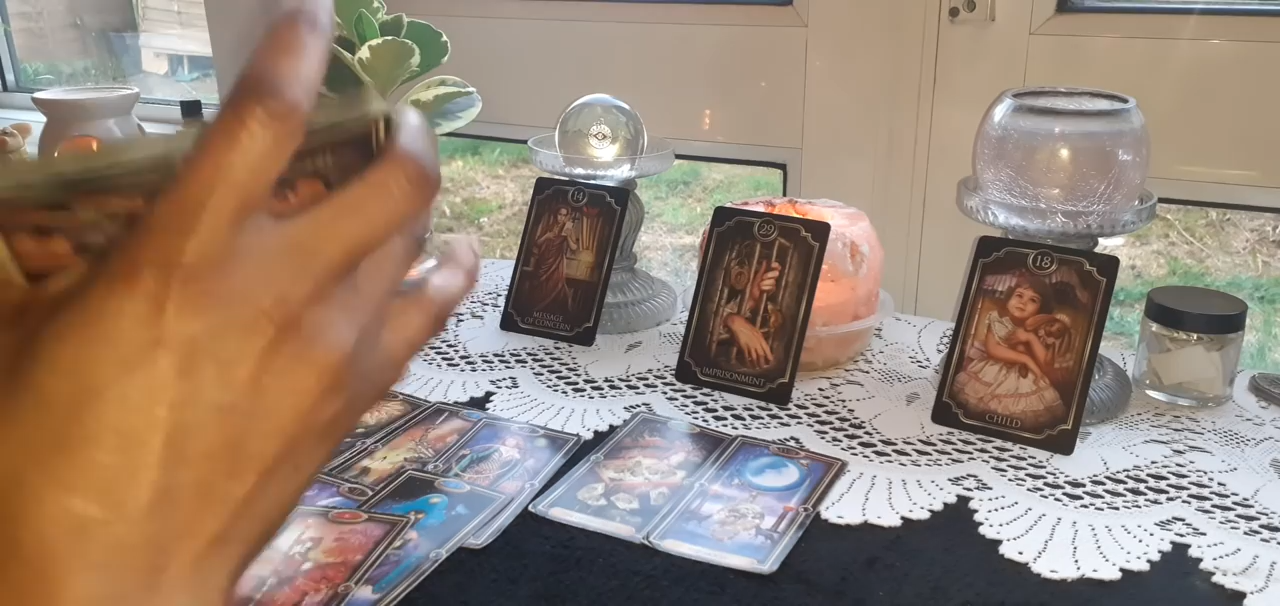 14
MESSAGE
OF CONCERN
29
IMPRISONMENT
18
CHILD